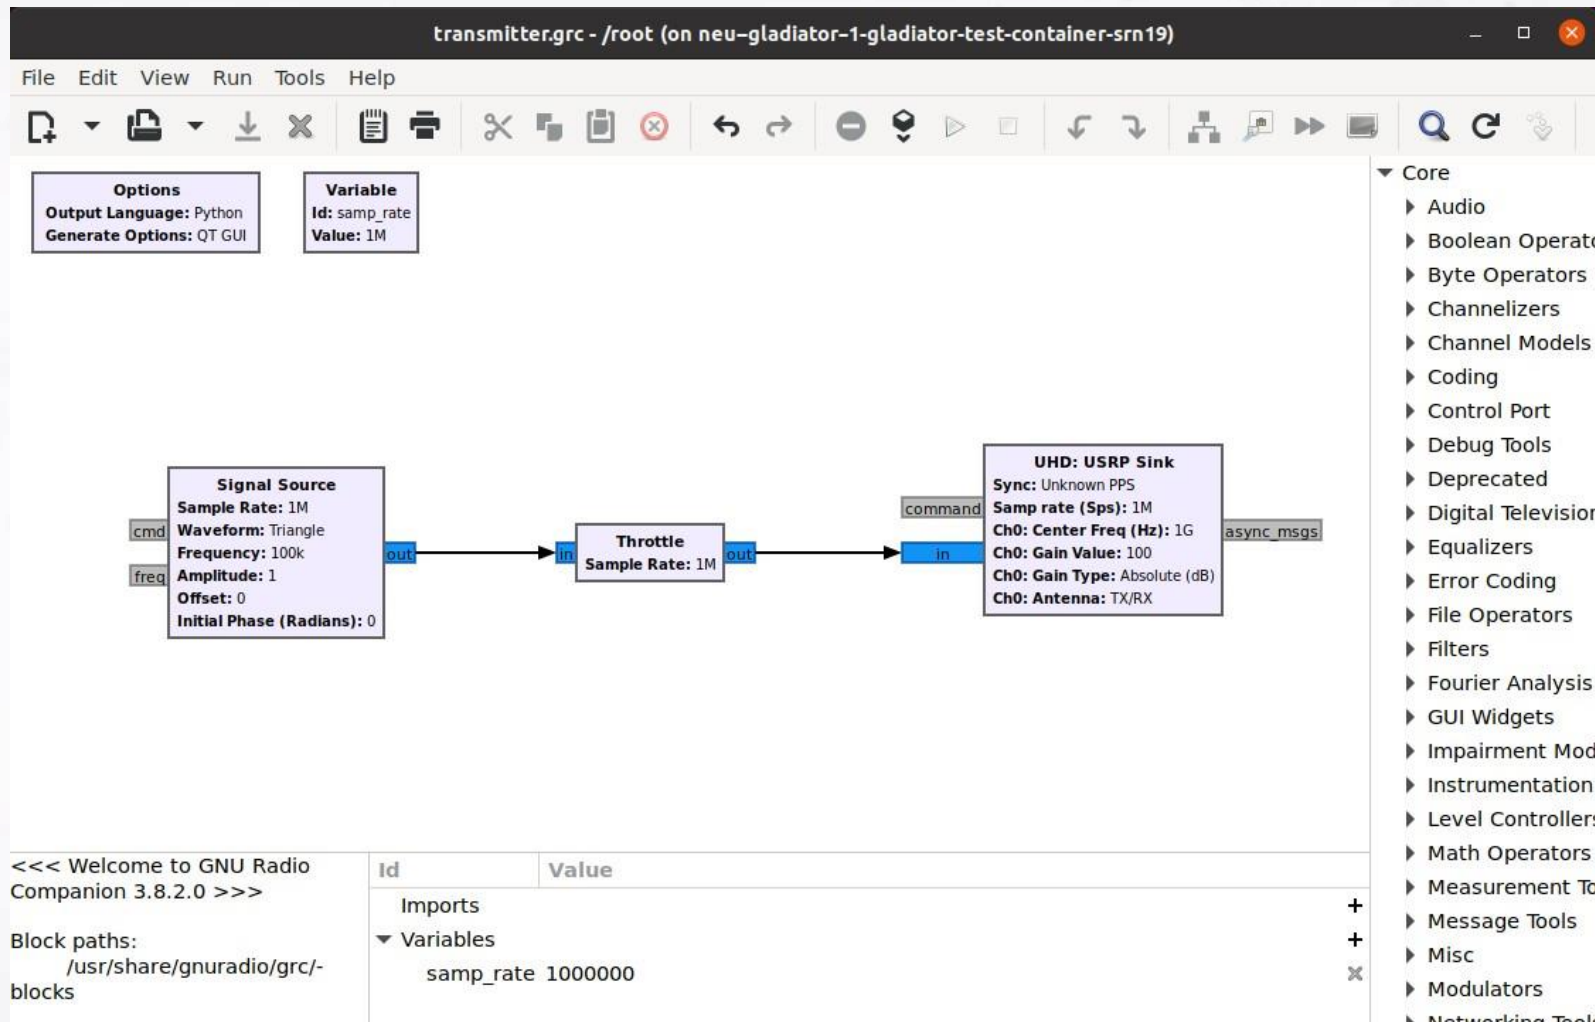 transmitter.grc - /root (on neu–gladiator–1-gladiator-test-container-srn19)
File Edit View Run Tools Help
Options
Output Language: Python
Generate Options: QT GUI
Variable
Id: samp_rate
Value: 1M
Signal Source
Sample Rate: 1M
Waveform: Triangle
Frequency: 100k
Amplitude: 1
Offset: 0
Initial Phase (Radians): 0
cmd
freq
out
Throttle
Sample Rate: 1M
in
out
UHD: USRP Sink
Sync: Unknown PPS
Samp rate (Sps): 1M
Ch0: Center Freq (Hz): 1G
Ch0: Gain Value: 100
Ch0: Gain Type: Absolute (dB)
Ch0: Antenna: TX/RX
command
in
async_msgs
Core
Audio
Boolean Operato
Byte Operators
Channelizers
Channel Models
Coding
Control Port
Debug Tools
Deprecated
Digital Television
Equalizers
Error Coding
File Operators
Filters
Fourier Analysis
GUI Widgets
Impairment Mod
Instrumentation
Level Controllers
Math Operators
Measurement To
Message Tools
Misc
Modulators
<<< Welcome to GNU Radio
Companion 3.8.2.0 >>>
Block paths:
/usr/share/gnuradio/grc/-
blocks
Id Value
Imports
Variables
samp_rate 1000000